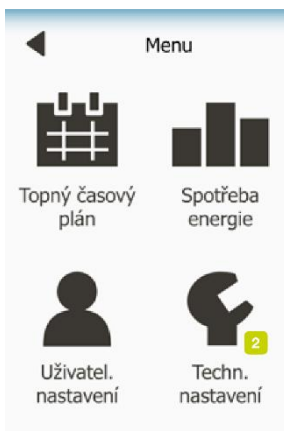 Menu
Topný časový
plán
Spotřeba
energie
2
Uživatel.
nastavení
Techn.
nastavení